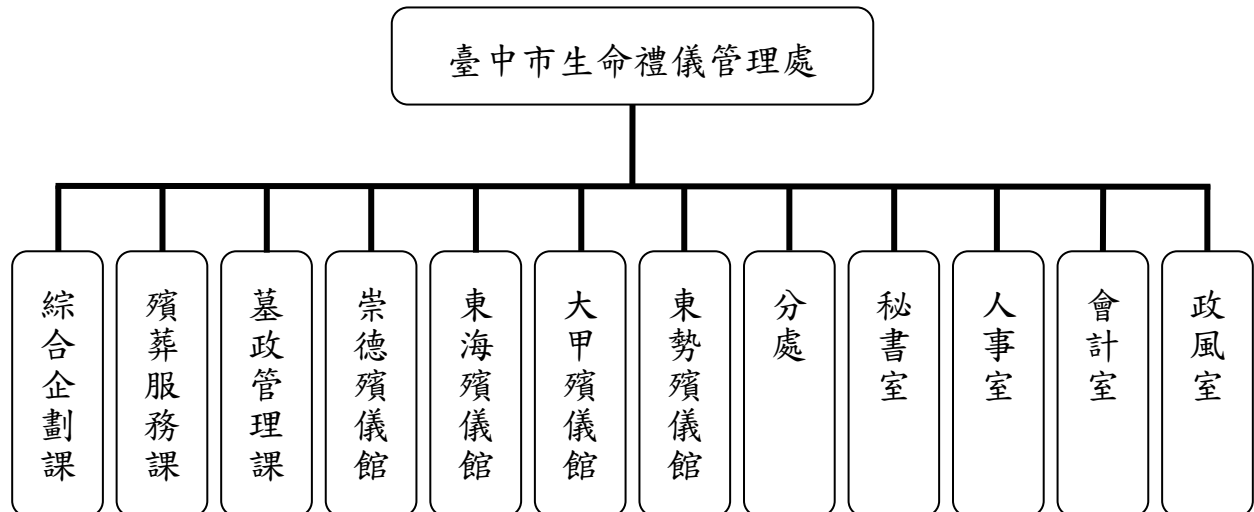 臺中市生命禮儀管理處
綜合企劃課
殯葬服務課
墓政管理課
崇德殯儀館
東海殯儀館
大甲殯儀館
東勢殯儀館
分處
秘書室
人事室
會計室
政風室